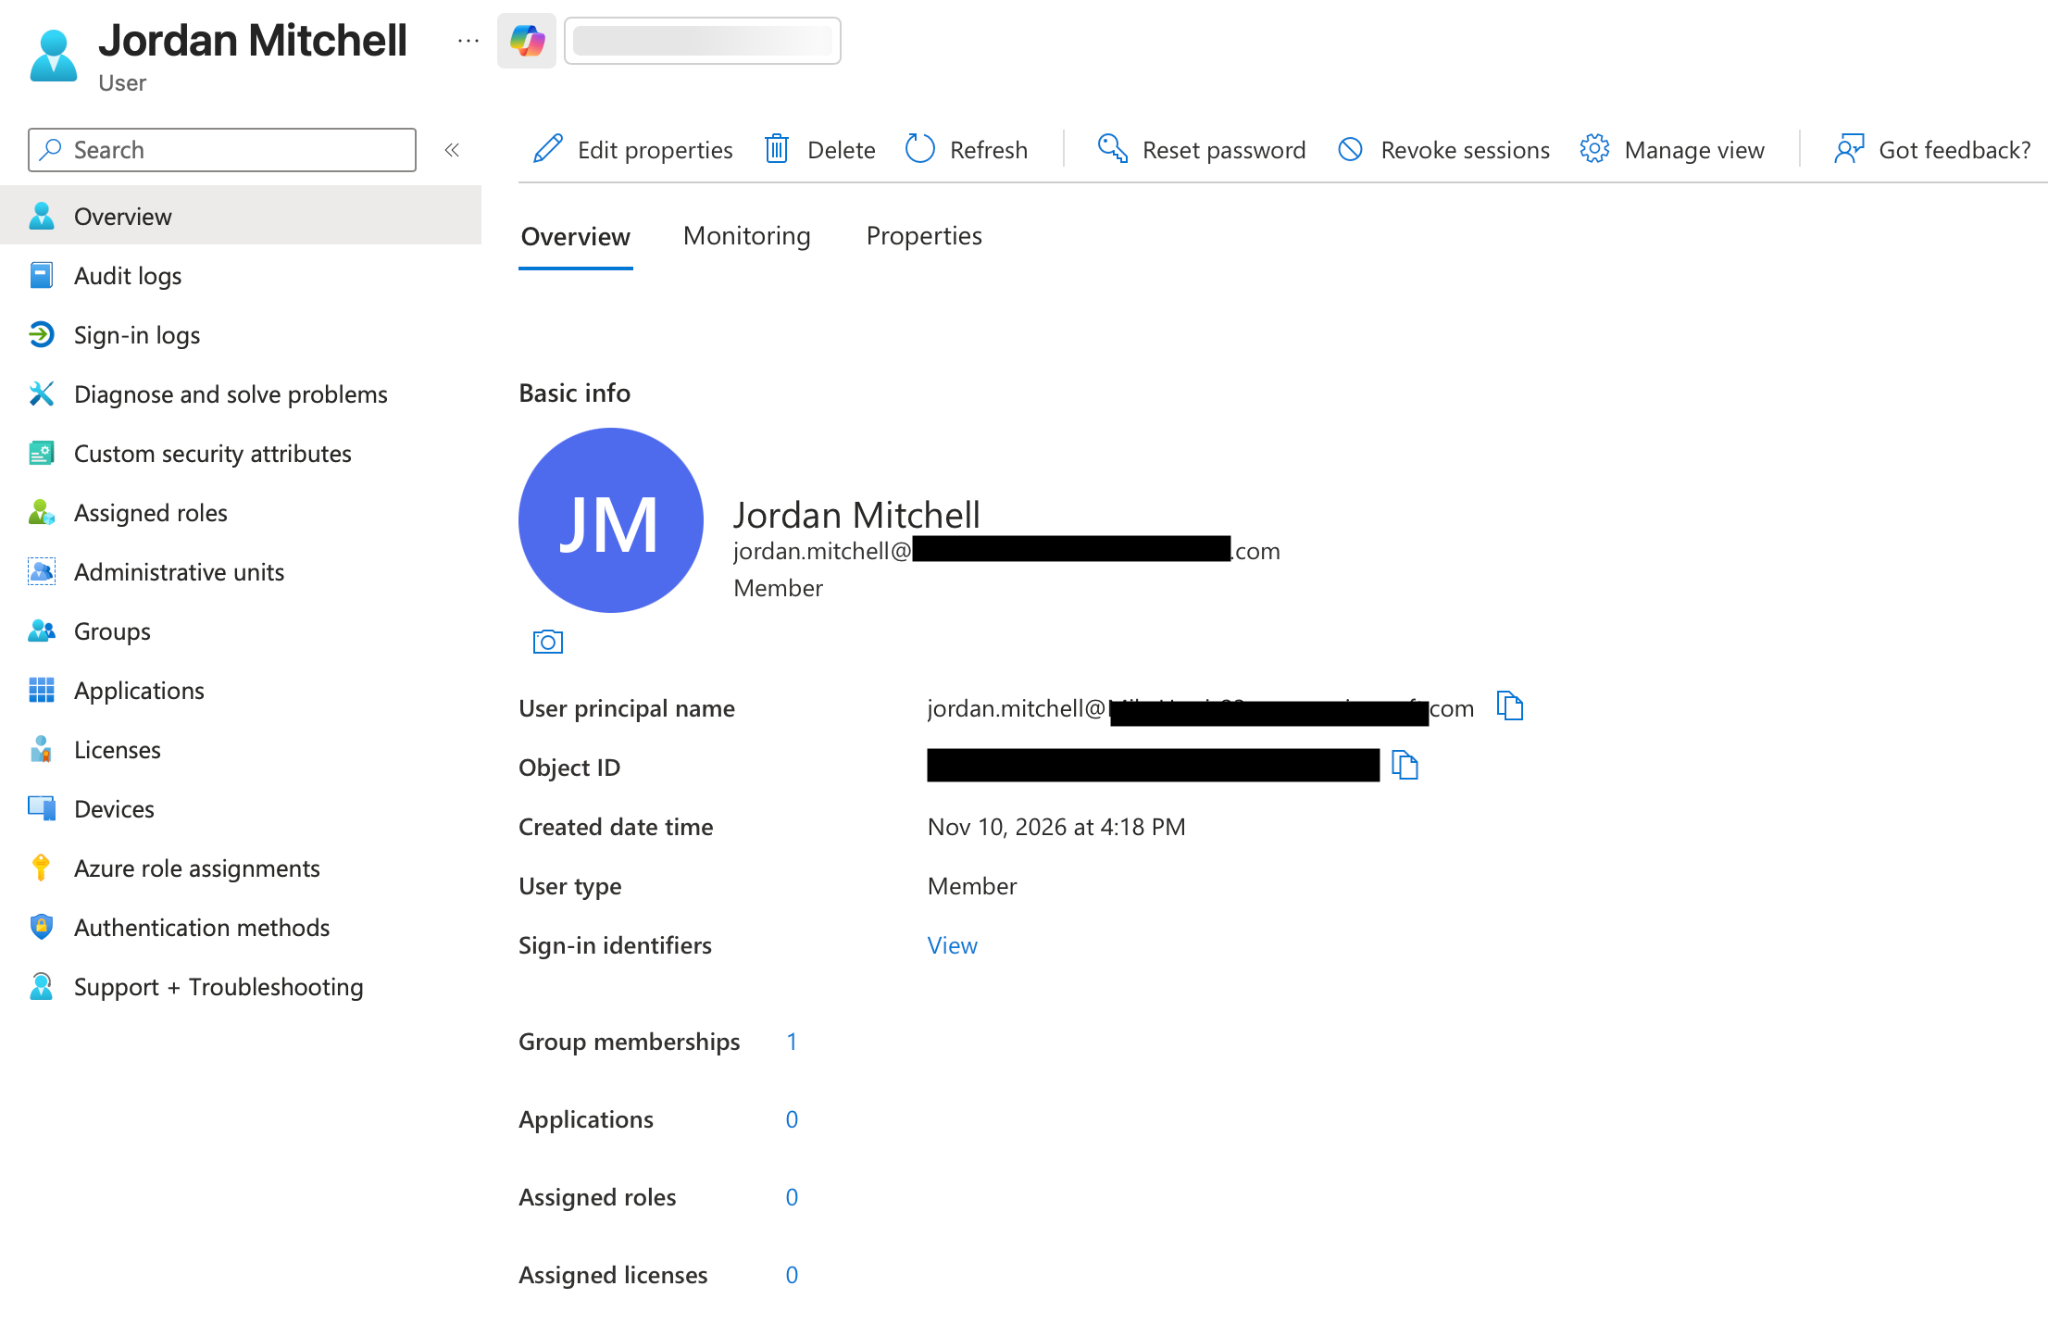 Jordan Mitchell
User
Search
Overview
Audit logs
Sign-in logs
Diagnose and solve problems
Custom security attributes
Assigned roles
Administrative units
Groups
Applications
Licenses
Devices
Azure role assignments
Authentication methods
Support + Troubleshooting
Edit properties Delete Refresh Reset password Revoke sessions Manage view Got feedback?
Overview Monitoring Properties
Basic info
JM
Jordan Mitchell
jordan.mitchell@ .com
Member
User principal name jordan.mitchell@ com
Object ID
Created date time Nov 10, 2026 at 4:18 PM
User type Member
Sign-in identifiers View
Group memberships 1
Applications 0
Assigned roles 0
Assigned licenses 0